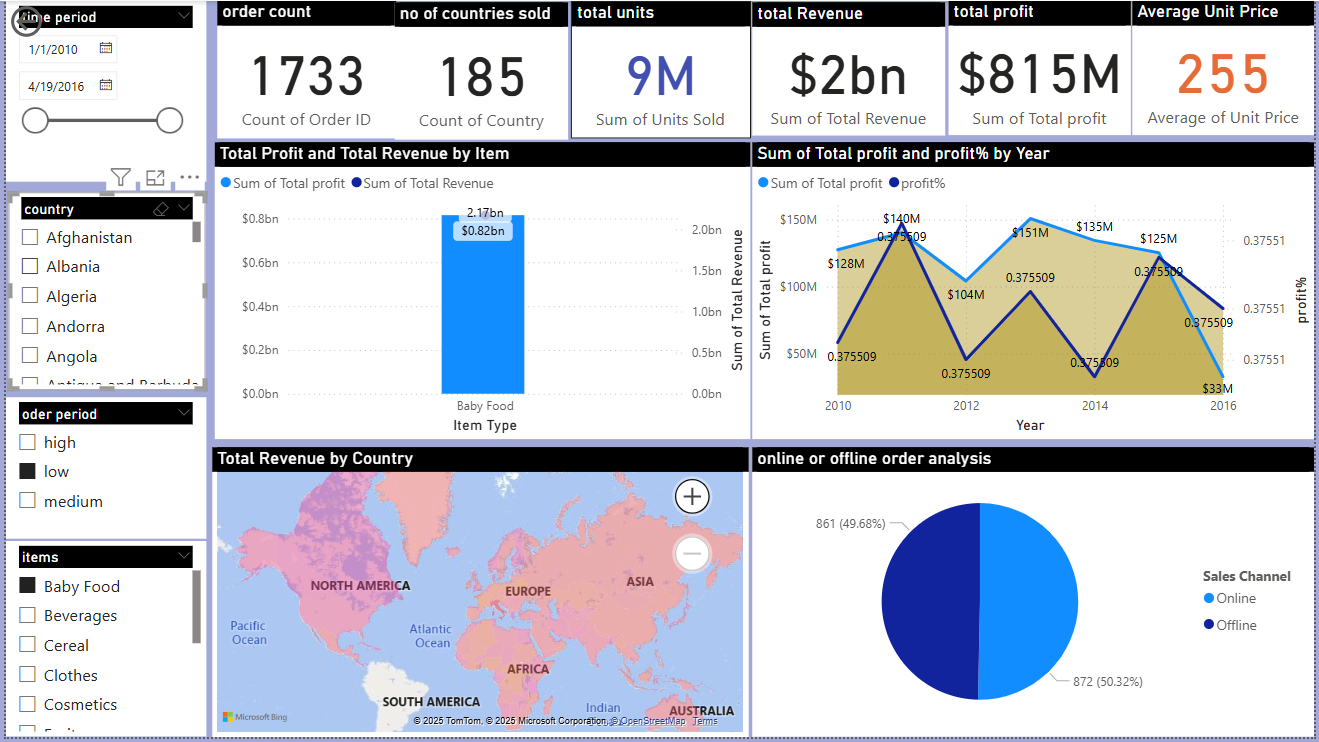 time period
1/1/2010
4/19/2016
order count
1733
Count of Order ID
no of countries sold
185
Count of Country
total units
9M
Sum of Units Sold
total Revenue
$2bn
Sum of Total Revenue
total profit
$815M
Sum of Total profit
Average Unit Price
255
Average of Unit Price
country
Afghanistan
Albania
Algeria
Andorra
Angola
Antigua and Barbuda
oder period
high
low
medium
items
Baby Food
Beverages
Cereal
Clothes
Cosmetics
Total Profit and Total Revenue by Item
Sum of Total profit Sum of Total Revenue
$0.8bn
$0.6bn
$0.4bn
$0.2bn
$0.0bn
2.17bn
$0.82bn
2.0bn
1.5bn
1.0bn
0.5bn
0.0bn
Sum of Total Revenue
Baby Food
Item Type
Sum of Total profit and profit% by Year
Sum of Total profit profit%
Sum of Total profit
$150M
$100M
$50M
$128M
$140M
$104M
$151M
$135M
$125M
$33M
0.375509
0.375509
0.375509
0.375509
0.375509
0.375509
0.375509
0.37551
0.37551
0.37551
profit%
2010 2012 2014 2016
Year
Total Revenue by Country
NORTH AMERICA
EUROPE
ASIA
Pacific
Ocean
Atlantic
Ocean
AFRICA
SOUTH AMERICA
Indian
AUSTRALIA
Microsoft Bing
© 2025 TomTom, © 2025 Microsoft Corporation, © OpenStreetMap Terms
online or offline order analysis
861 (49.68%)
872 (50.32%)
Sales Channel
Online
Offline